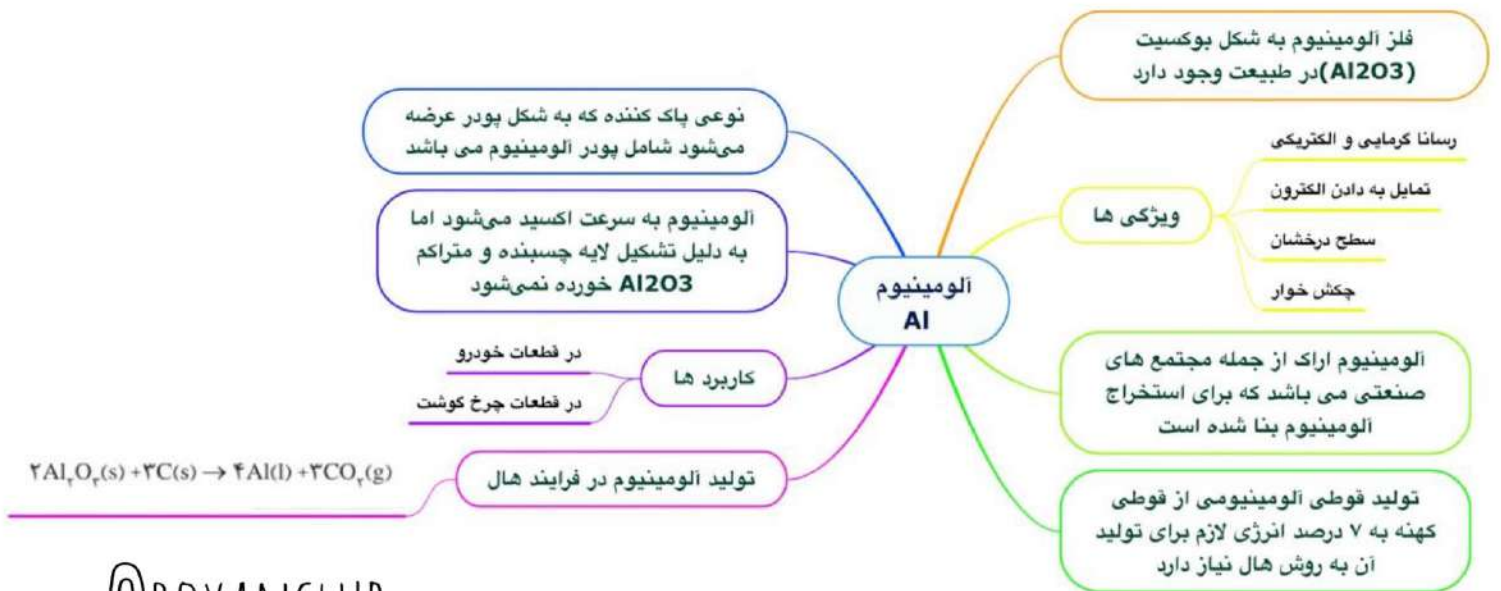 فلز آلومینیوم به شکل بوکسیت
(Al2O3)در طبیعت وجود دارد
رسانا گرمایی و الکتریکی
تمایل به دادن الکترون
سطح درخشان
چکش خوار
ویژگی ها
آلومینیوم اراک از جمله مجتمع های
صنعتی می باشد که برای استخراج
آلومینیوم بنا شده است
تولید قوطی آلومینیومی از قوطی
کهنه به ۷ درصد انرژی لازم برای تولید
آن به روش هال نیاز دارد
آلومینیوم
Al
نوعی پاک کننده که به شکل پودر عرضه
می‌شود شامل پودر آلومینیوم می باشد
آلومینیوم به سرعت اکسید می‌شود اما
به دلیل تشکیل لایه چسبنده و متراکم
Al2O3 خورده نمی‌شود
کاربرد ها
در قطعات خودرو
در قطعات چرخ گوشت
تولید آلومینیوم در فرایند هال
۲Al₂O₃(s) +۳C(s) → ۴Al(l) +۳CO₂(g)